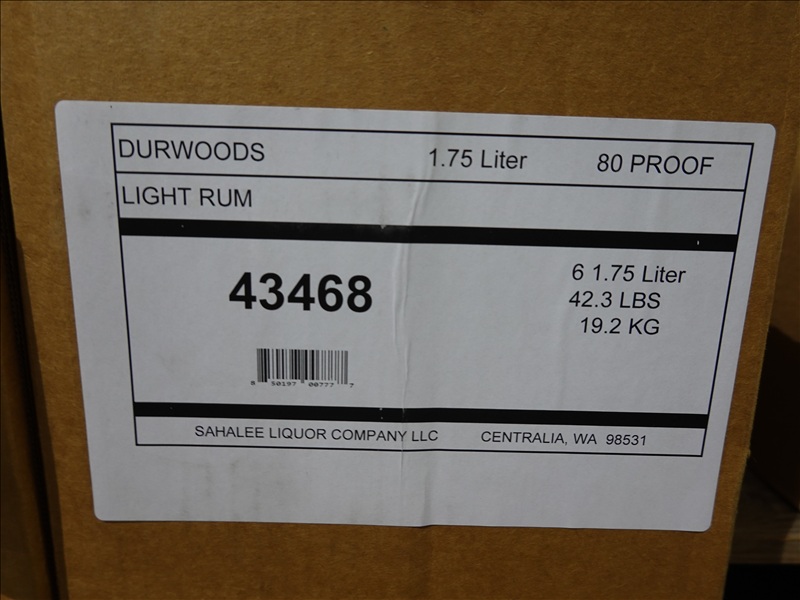 DURWOODS 1.75 Liter 80 PROOF
LIGHT RUM
43468
6 1.75 Liter
42.3 LBS
19.2 KG
8 50197 00777 7
SAHALEE LIQUOR COMPANY LLC CENTRALIA, WA 98531